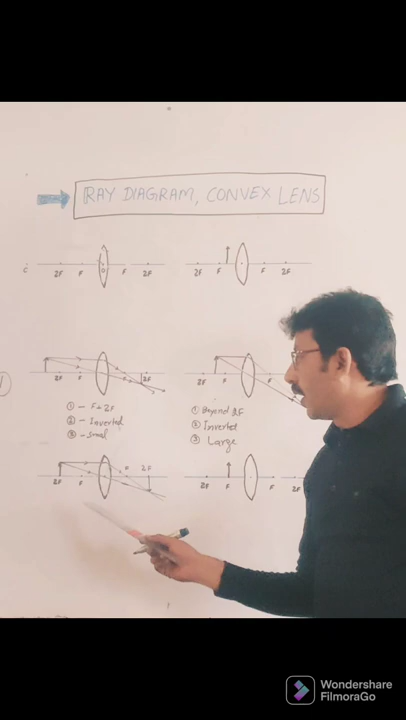 RAY DIAGRAM, CONVEX LENS
C 2F F O F 2F
2F F F 2F
2F F F 2F
2F F
① - F & 2F
② - Inverted
③ - Small
① Beyond 2F
② Inverted
③ Large
2F F F 2F
2F F F 2F
Wondershare
FilmoraGo